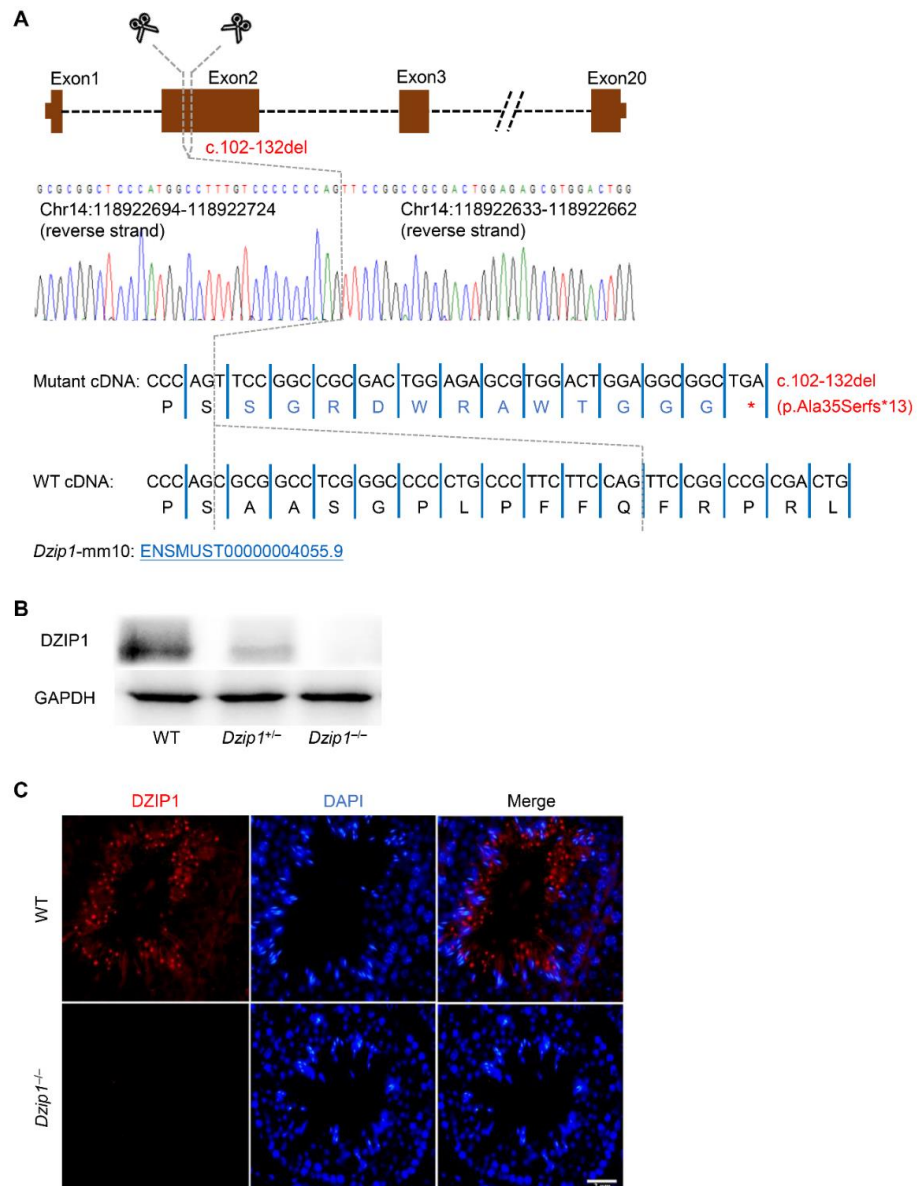 A
Exon1 Exon2 Exon3 Exon20
c.102-132del
GCGCGGCTCCCATGGCCTTTGTCCCCCCCCAGTTCCGGCCGCGACTGGAGAGCGTGGACTGG
Chr14:118922694-118922724 Chr14:118922633-118922662
(reverse strand) (reverse strand)
Mutant cDNA: CCC AGT TCC GGC CGC GAC TGG AGA GCG TGG ACT GGA GGC GGC TGA c.102-132del
P S S G R D W R A W T G G G * (p.Ala35Serfs*13)
WT cDNA: CCC AGC GCG GCC TCG GGC CCC CTG CCC TTC TTC CAG TTC CGG CCG CGA CTG
P S A A S G P L P F F Q F R P R L
Dzip1-mm10: ENSMUST00000004055.9
B
DZIP1
GAPDH
WT Dzip1+/– Dzip1–/–
C
DZIP1 DAPI Merge
WT
Dzip1–/–